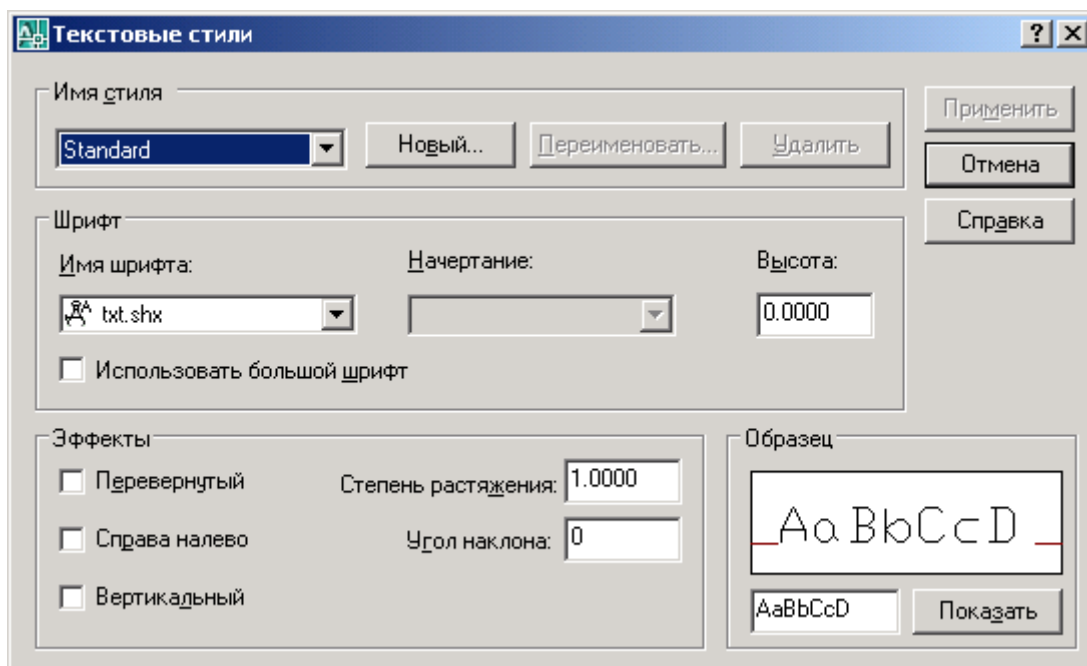 Текстовые стили
Имя стиля
Standard Новый... Переименовать... Удалить
Применить
Отмена
Справка
Шрифт
Имя шрифта: Начертание: Высота:
txt.shx 0.0000
Использовать большой шрифт
Эффекты
Перевернутый Степень растяжения: 1.0000
Справа налево Угол наклона: 0
Вертикальный
Образец
AaBbCcD
AaBbCcD Показать